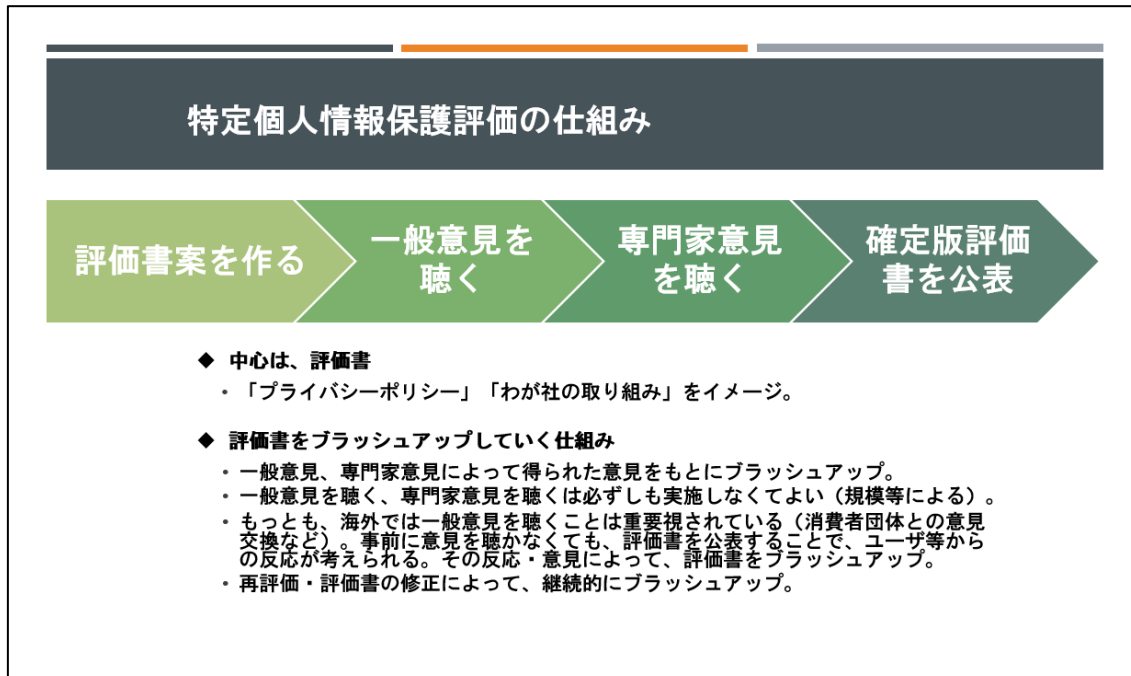 特定個人情報保護評価の仕組み
評価書案を作る
一般意見を
聴く
専門家意見
を聴く
確定版評価
書を公表
◆ 中心は、評価書
・「プライバシーポリシー」「わが社の取り組み」をイメージ。
◆ 評価書をブラッシュアップしていく仕組み
・一般意見、専門家意見によって得られた意見をもとにブラッシュアップ。
・一般意見を聴く、専門家意見を聴くは必ずしも実施しなくてよい（規模等による）。
・もっとも、海外では一般意見を聴くことは重要視されている（消費者団体との意見
交換など）。事前に意見を聴かなくても、評価書を公表することで、ユーザ等から
の反応が考えられる。その反応・意見によって、評価書をブラッシュアップ。
・再評価・評価書の修正によって、継続的にブラッシュアップ。